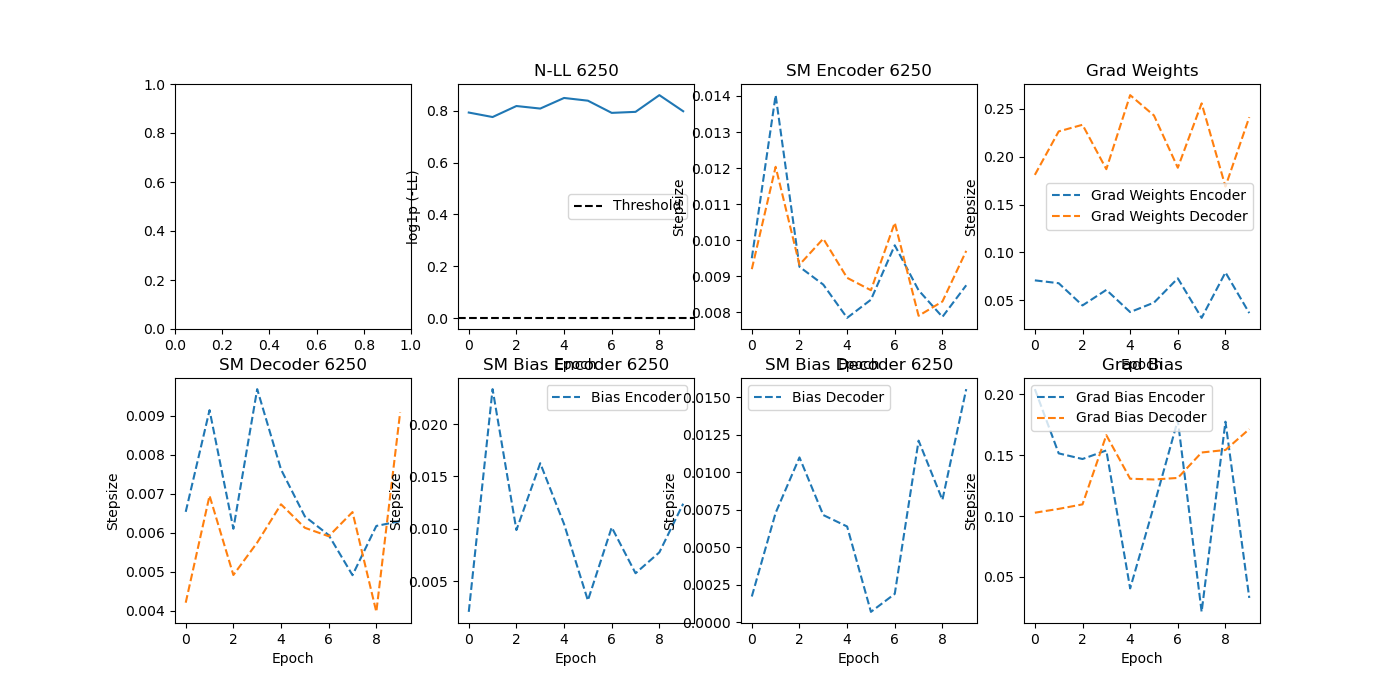 N-LL 6250
SM Encoder 6250
Grad Weights
1.0
0.8
0.6
0.4
0.2
0.0
0.0 0.2 0.4 0.6 0.8 1.0
log1p (-LL)
0.8
0.6
0.4
0.2
0.0
Threshold
0 2 4 6 8
Epoch
Stepsize
0.014
0.013
0.012
0.011
0.010
0.009
0.008
0 2 4 6 8
Epoch
Stepsize
0.25
0.20
0.15
0.10
0.05
Grad Weights Encoder
Grad Weights Decoder
0 2 4 6 8
Epoch
SM Decoder 6250
SM Bias Encoder 6250
SM Bias Decoder 6250
Grad Bias
Stepsize
0.009
0.008
0.007
0.006
0.005
0.004
0 2 4 6 8
Epoch
Stepsize
0.020
0.015
0.010
0.005
Bias Encoder
0 2 4 6 8
Epoch
Stepsize
0.0150
0.0125
0.0100
0.0075
0.0050
0.0025
0.0000
Bias Decoder
0 2 4 6 8
Epoch
Stepsize
0.20
0.15
0.10
0.05
Grad Bias Encoder
Grad Bias Decoder
0 2 4 6 8
Epoch